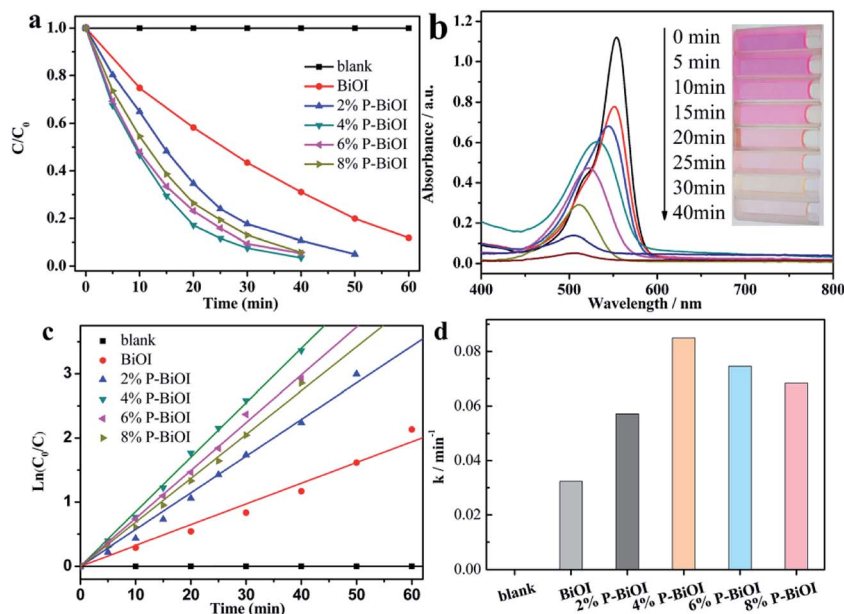 a
C/C0
1.0
0.8
0.6
0.4
0.2
0.0
blank
BiOI
2% P-BiOI
4% P-BiOI
6% P-BiOI
8% P-BiOI
0 10 20 30 40 50 60
Time (min)
b
Absorbance / a.u.
1.2
1.0
0.8
0.6
0.4
0.2
0.0
0 min
5 min
10min
15min
20min
25min
30min
40min
400 500 600 700 800
Wavelength / nm
c
Ln(C0/C)
3
2
1
0
blank
BiOI
2% P-BiOI
4% P-BiOI
6% P-BiOI
8% P-BiOI
0 10 20 30 40 50 60
Time (min)
d
k / min-1
0.08
0.06
0.04
0.02
0.00
blank BiOI 2% P-BiOI 4% P-BiOI 6% P-BiOI 8% P-BiOI